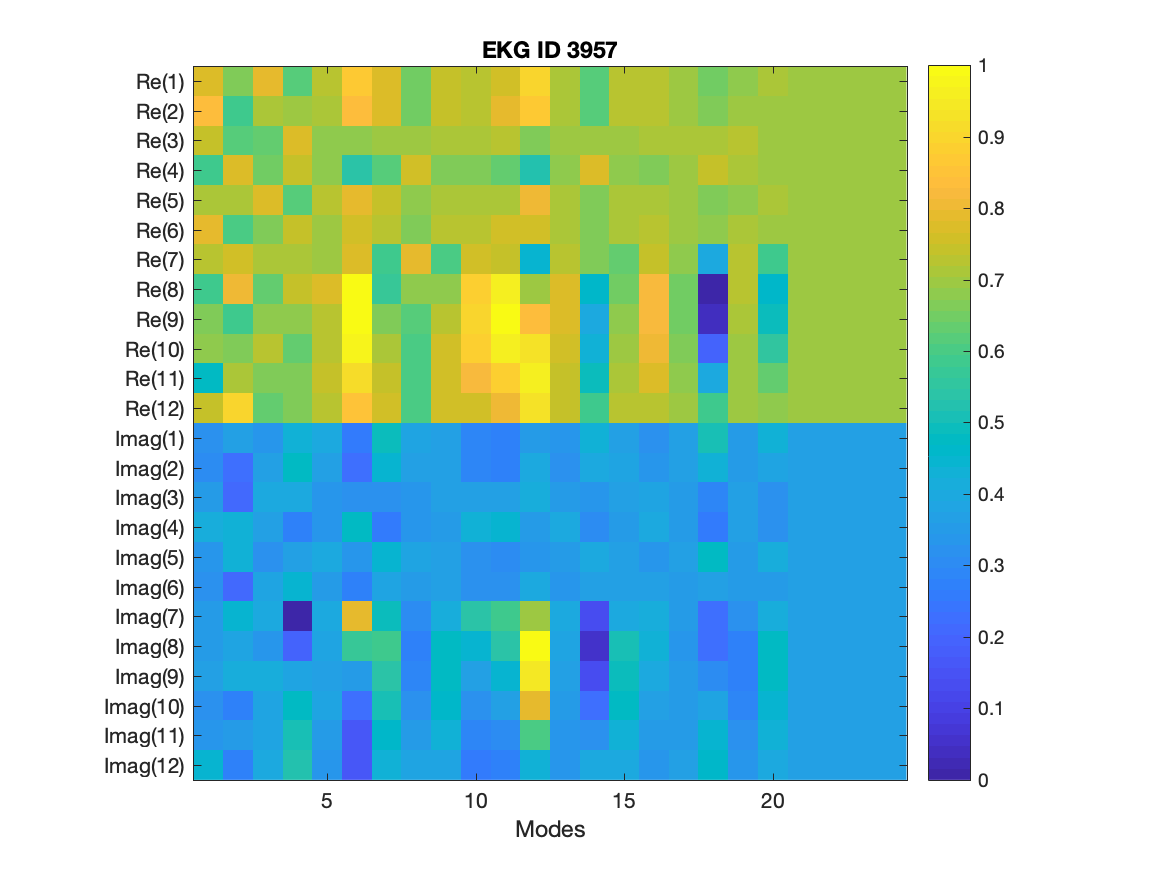 EKG ID 3957
Re(1)
Re(2)
Re(3)
Re(4)
Re(5)
Re(6)
Re(7)
Re(8)
Re(9)
Re(10)
Re(11)
Re(12)
Imag(1)
Imag(2)
Imag(3)
Imag(4)
Imag(5)
Imag(6)
Imag(7)
Imag(8)
Imag(9)
Imag(10)
Imag(11)
Imag(12)
5 10 15 20
Modes
1
0.9
0.8
0.7
0.6
0.5
0.4
0.3
0.2
0.1
0